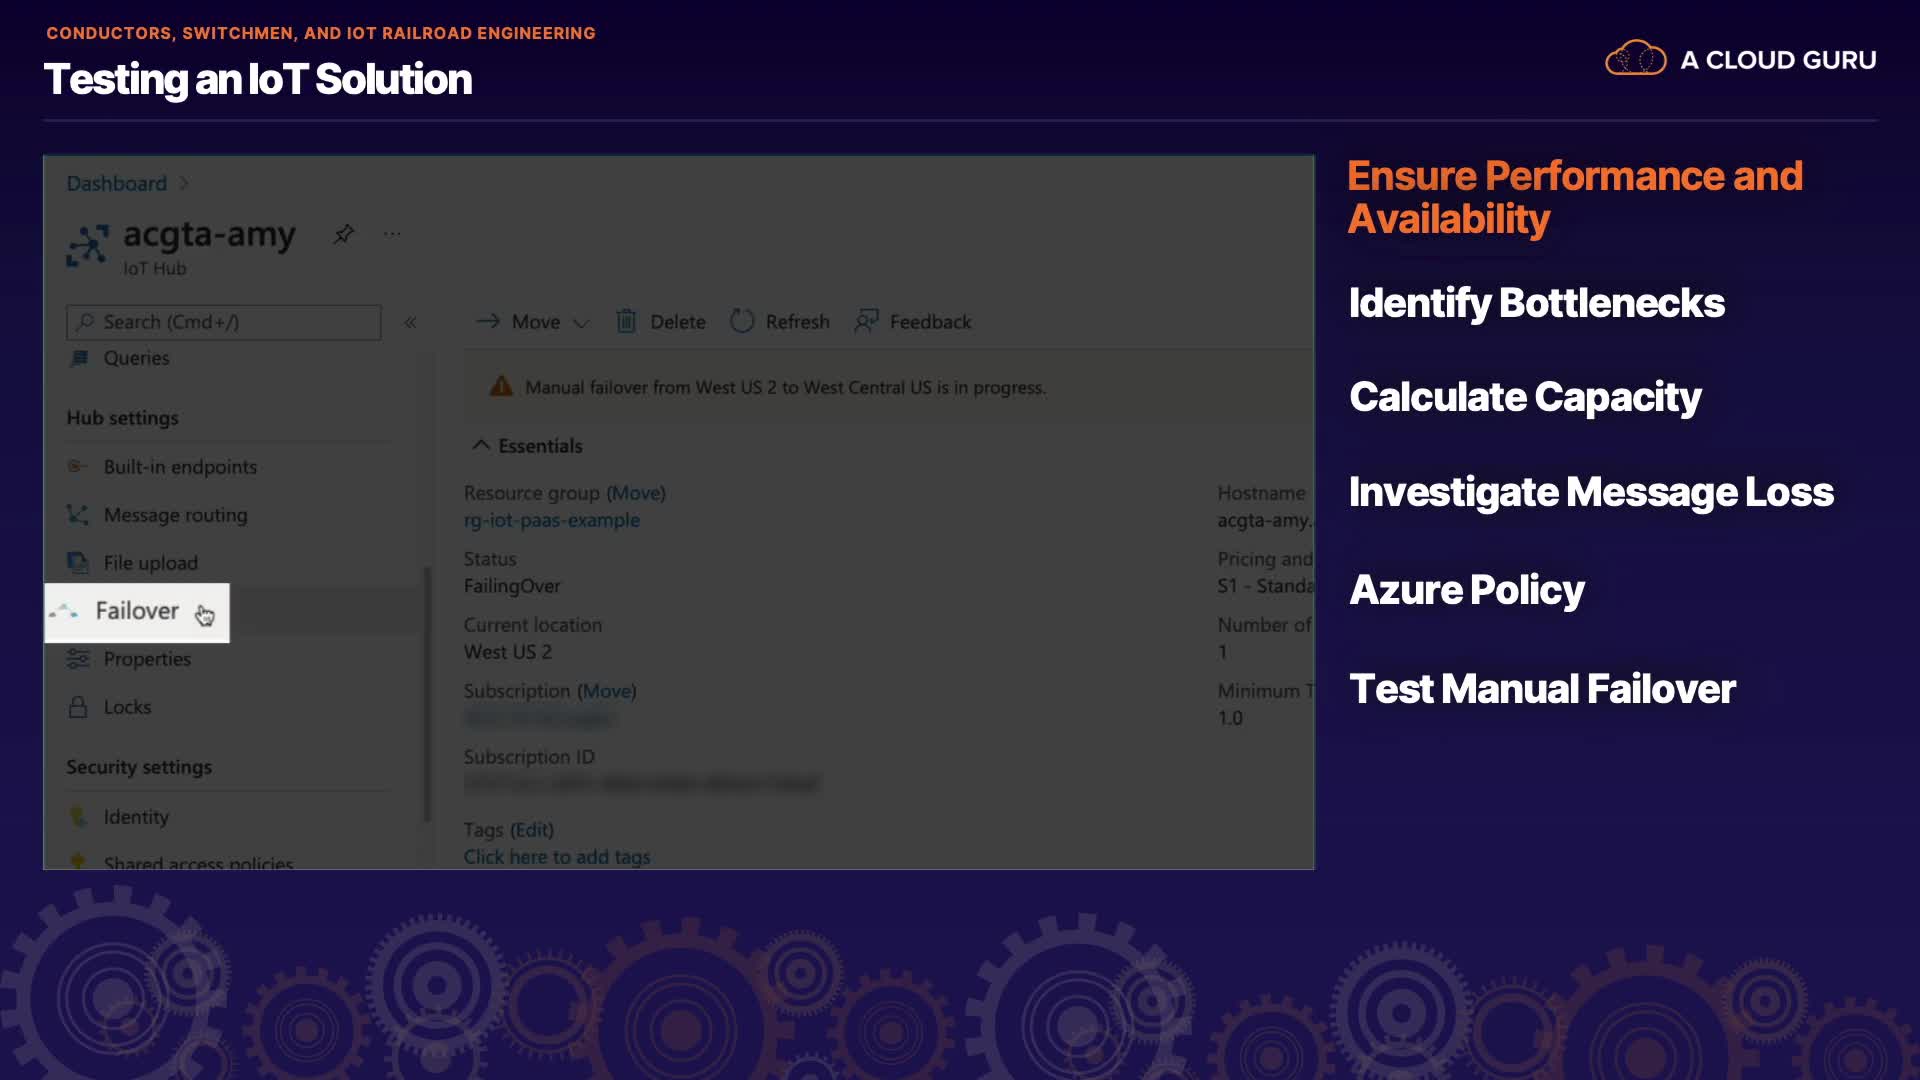 CONDUCTORS, SWITCHMEN, AND IOT RAILROAD ENGINEERING
Testing an IoT Solution
A CLOUD GURU
Dashboard
acgta-amy
IoT Hub
Search (Cmd+/)
Queries
Hub settings
Built-in endpoints
Message routing
File upload
Failover
Properties
Locks
Security settings
Identity
Shared access policies
Move
Delete
Refresh
Feedback
Manual failover from West US 2 to West Central US is in progress.
Essentials
Resource group (Move)
rg-iot-paas-example
Status
FailingOver
Current location
West US 2
Subscription (Move)
Subscription ID
Tags (Edit)
Click here to add tags
Hostname
acgta-amy.
Pricing and
S1 - Standa
Number of
1
Minimum T
1.0
Ensure Performance and
Availability
Identify Bottlenecks
Calculate Capacity
Investigate Message Loss
Azure Policy
Test Manual Failover